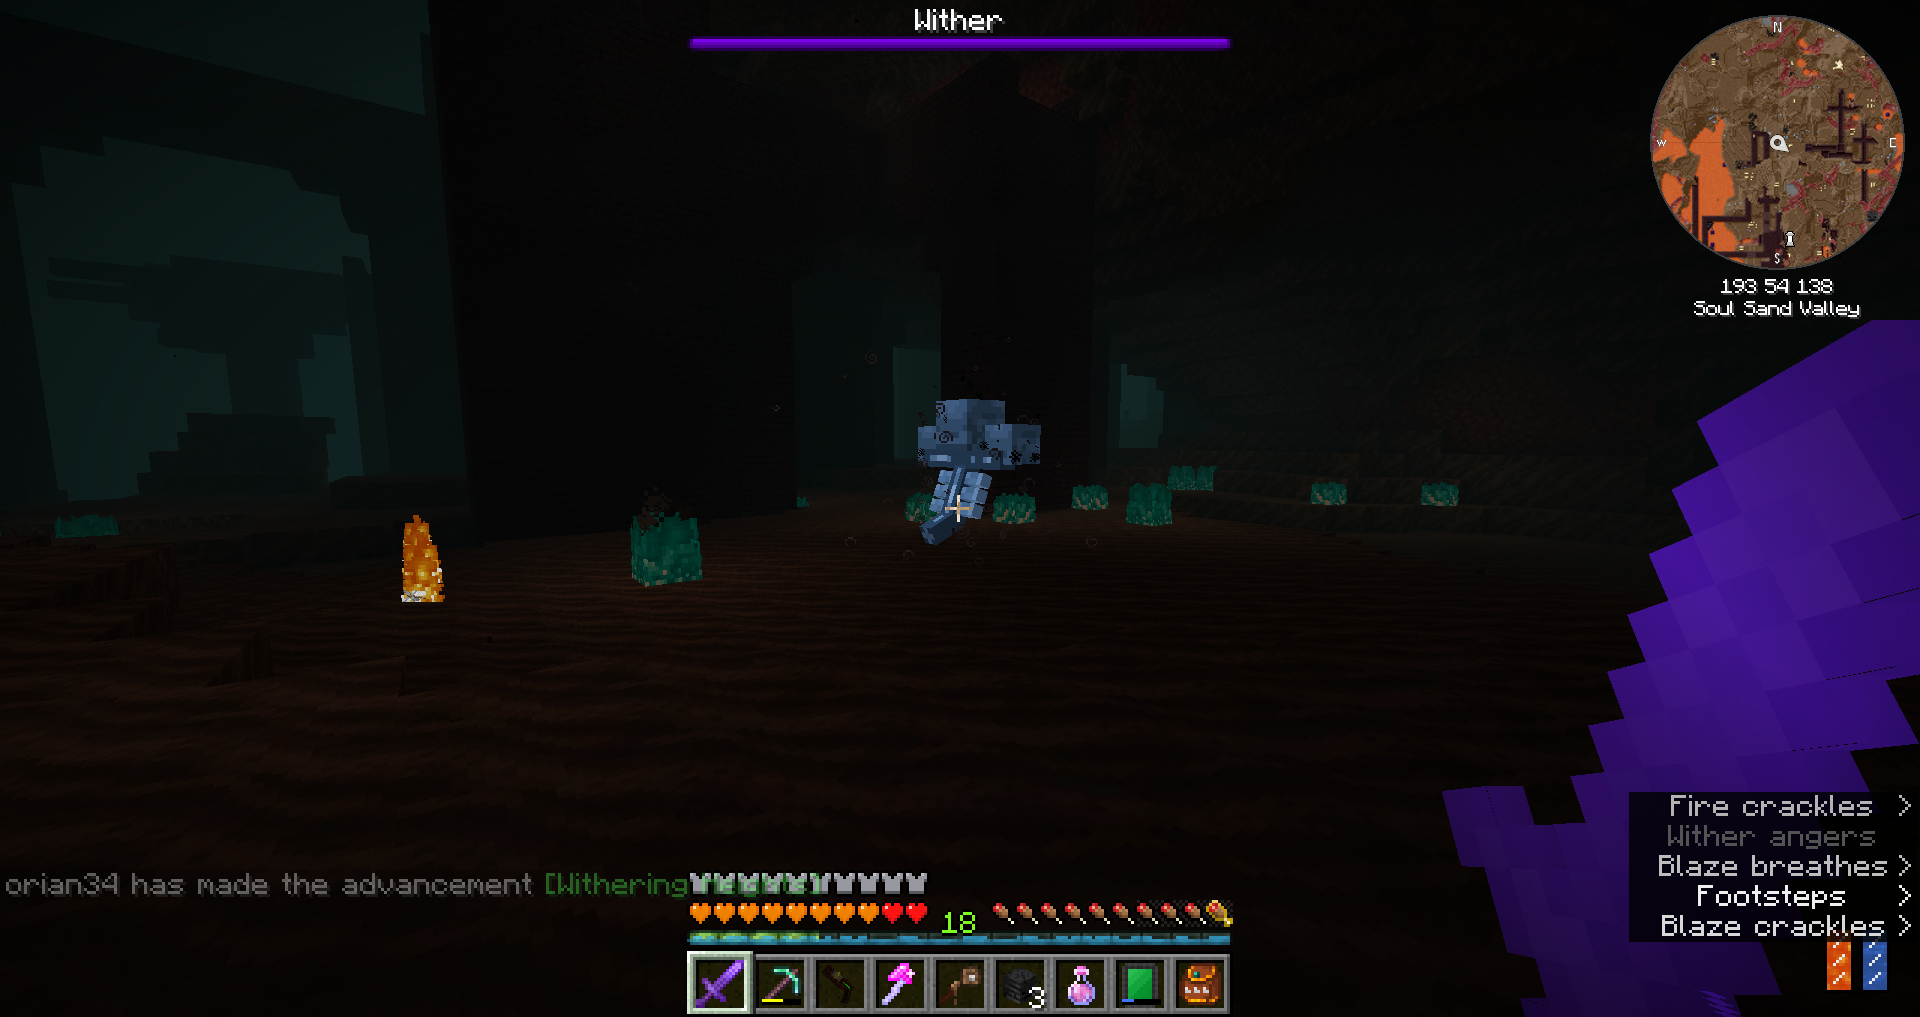 Wither
N
W
E
S
193 54 138
Soul Sand Valley
Fire crackles >
Wither angers
Blaze breathes >
Footsteps >
Blaze crackles >
orian34 has made the advancement [Withering Heights]
18
3